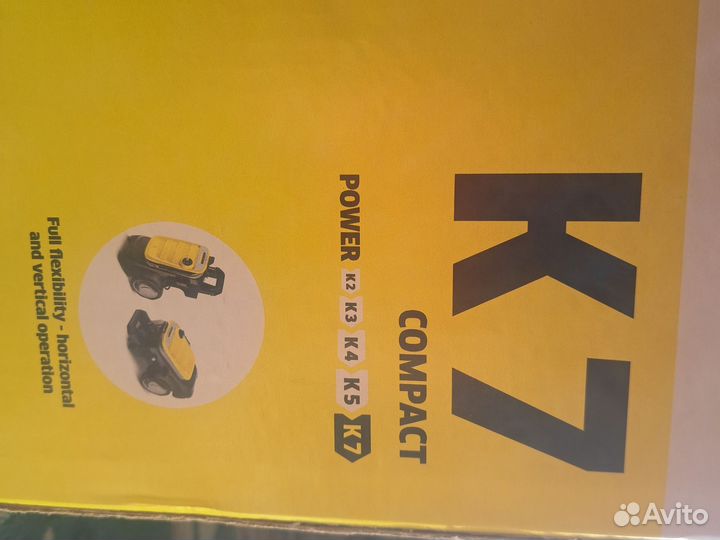 K7
COMPACT
POWER K2 K3 K4 K5 K7
Full flexibility - horizontal
and vertical operation
Avito